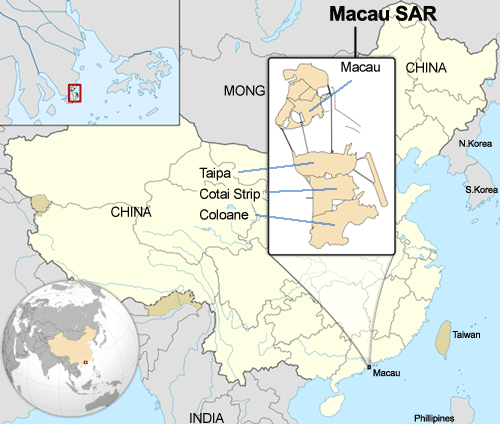 Macau SAR
Macau
CHINA
MONG
N.Korea
S.Korea
Taipa
Cotai Strip
Coloane
CHINA
Taiwan
Macau
INDIA
Phillipines